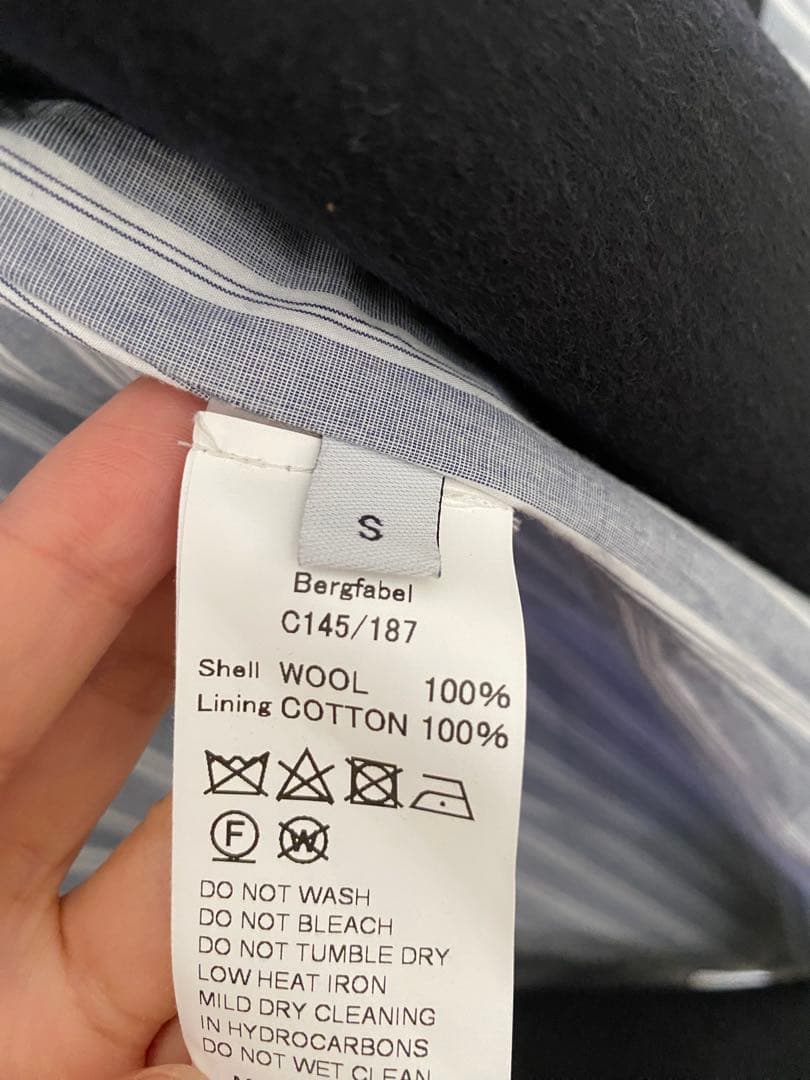 S
Bergfabel
C145/187
Shell WOOL 100%
Lining COTTON 100%
F W
DO NOT WASH
DO NOT BLEACH
DO NOT TUMBLE DRY
LOW HEAT IRON
MILD DRY CLEANING
IN HYDROCARBONS
DO NOT WET CLEAN